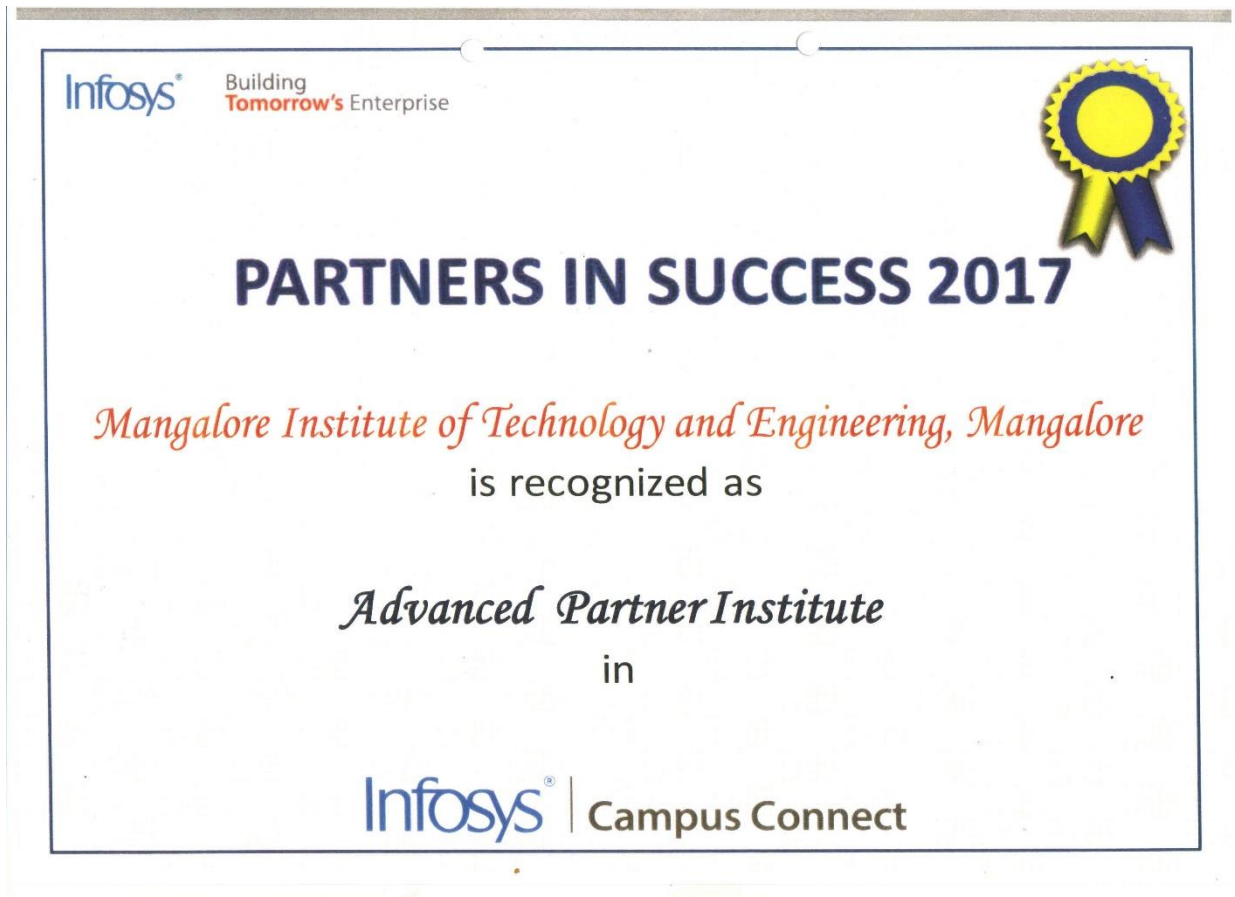 Infosys®
Building
Tomorrow's Enterprise
PARTNERS IN SUCCESS 2017
Mangalore Institute of Technology and Engineering, Mangalore
is recognized as
Advanced Partner Institute
in
Infosys® | Campus Connect